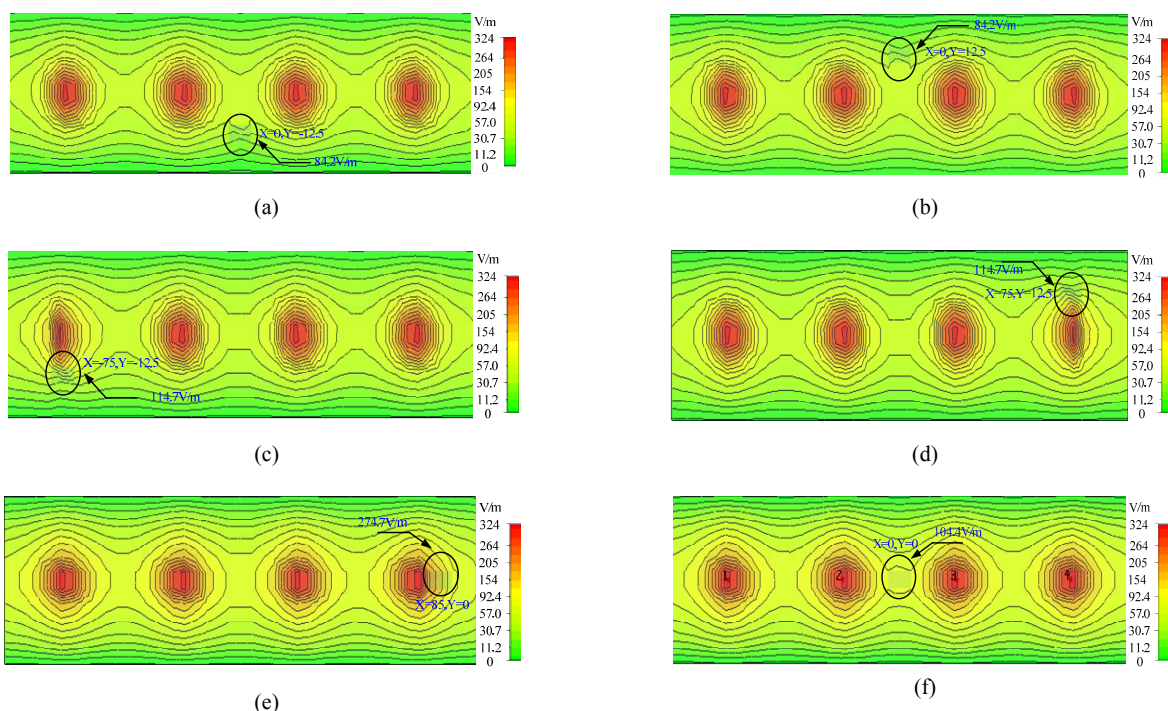 V/m
324
264
205
154
92.4
57.0
30.7
11.2
0
X=0,Y=-12.5
84.2V/m
(a)
V/m
324
264
205
154
92.4
57.0
30.7
11.2
0
84.2V/m
X=0,Y=12.5
(b)
V/m
324
264
205
154
92.4
57.0
30.7
11.2
0
X=-75,Y=-12.5
114.7V/m
(c)
V/m
324
264
205
154
92.4
57.0
30.7
11.2
0
114.7V/m
X=75,Y=12.5
(d)
V/m
324
264
205
154
92.4
57.0
30.7
11.2
0
274.7V/m
X=85,Y=0
(e)
V/m
324
264
205
154
92.4
57.0
30.7
11.2
0
X=0,Y=0
104.4V/m
1 2 3 4
(f)